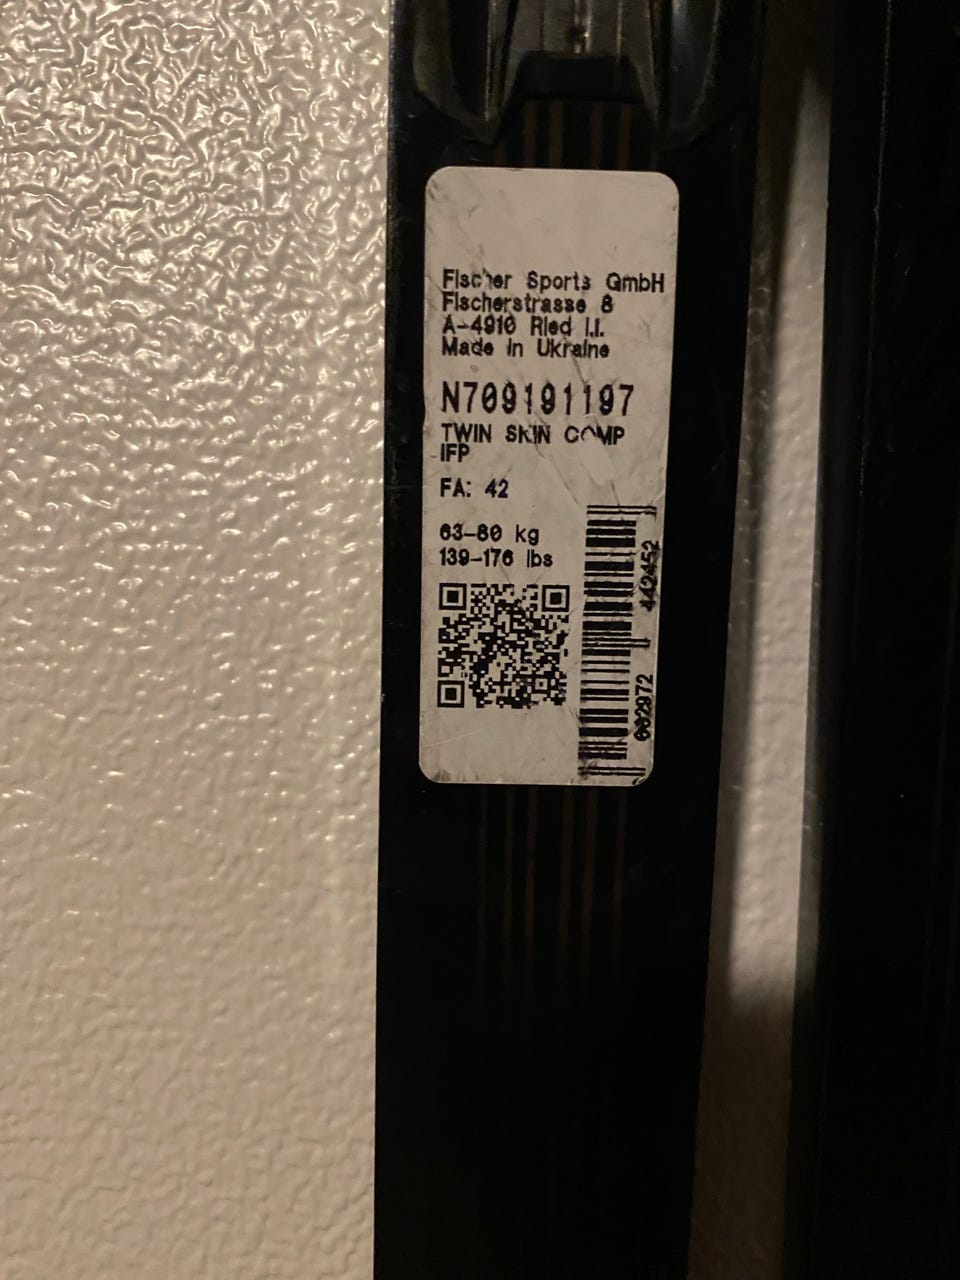 Fischer Sports GmbH
Fischerstrasse 8
A-4910 Ried i.I.
Made in Ukraine
N709191197
TWIN SKIN COMP
IFP
FA: 42
63-80 kg
139-176 lbs
002972 442452